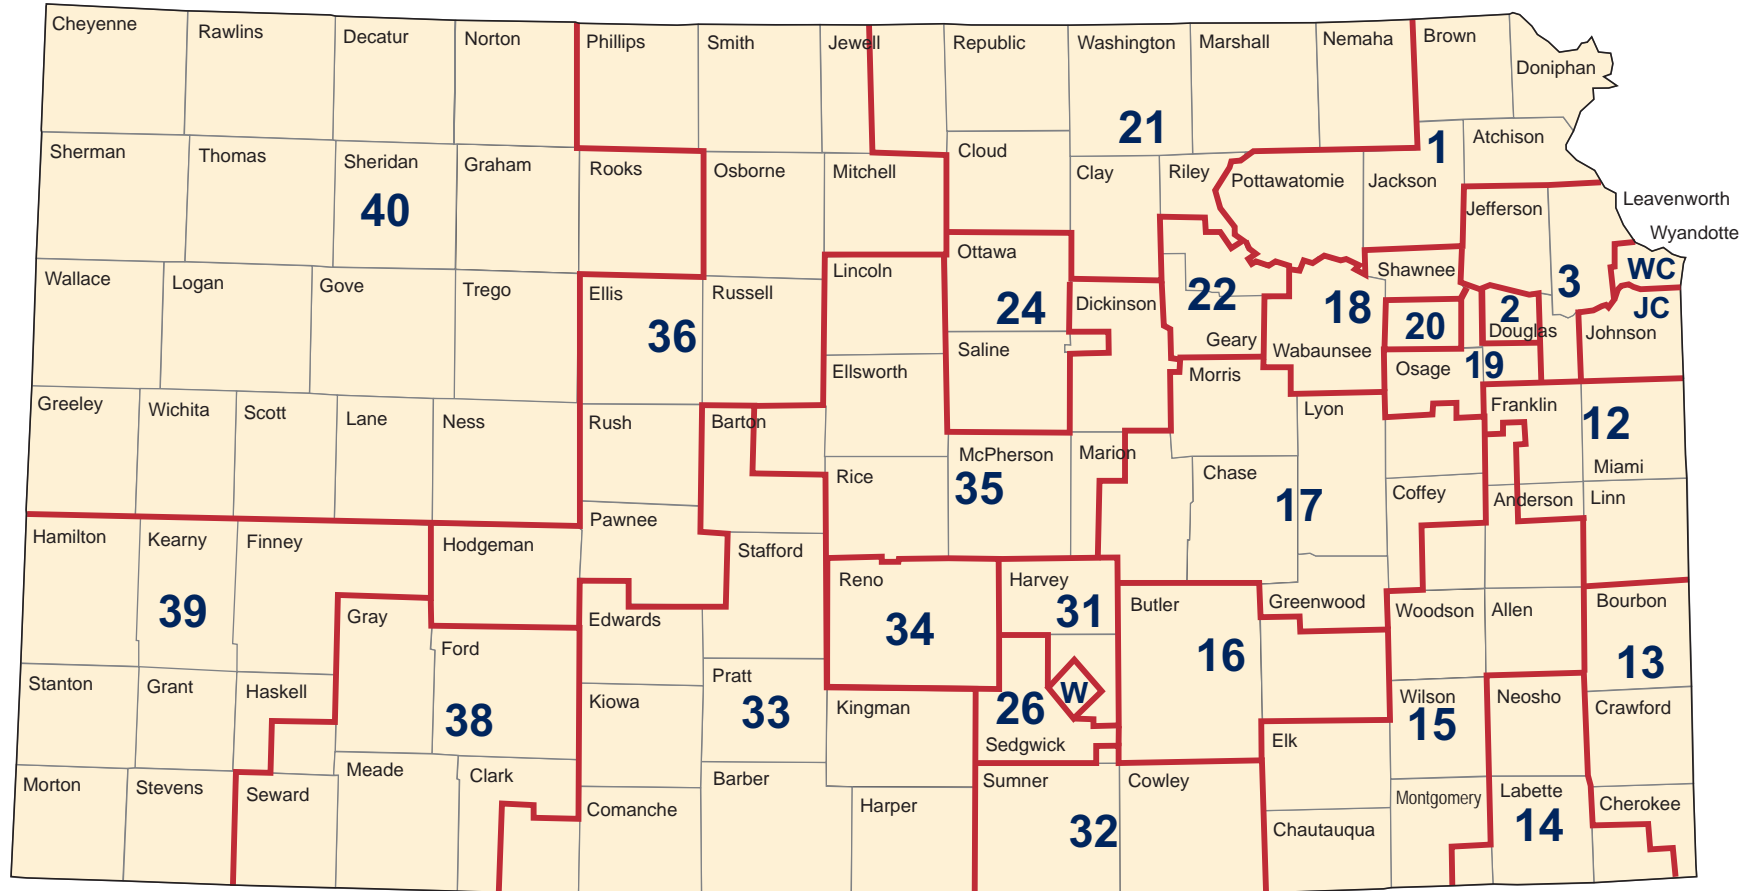 Cheyenne
Rawlins
Decatur
Norton
Phillips
Smith
Jewell
Republic
Washington
Marshall
Nemaha
Brown
Doniphan
21
1
Atchison
Sherman
Thomas
Sheridan
Graham
Rooks
Osborne
Mitchell
Cloud
Clay
Riley
Pottawatomie
Jackson
40
Jefferson
Leavenworth
Wyandotte
Wallace
Logan
Gove
Trego
Ellis
Russell
Lincoln
Ottawa
Dickinson
22
Shawnee
WC
3
36
24
18
20
2
JC
Geary
Douglas
Johnson
Saline
Wabaunsee
Ellsworth
Morris
Osage
19
Greeley
Wichita
Scott
Lane
Ness
Rush
Barton
Lyon
Franklin
12
McPherson
Marion
Miami
Rice
35
Chase
17
Coffey
Anderson
Linn
Hamilton
Kearny
Finney
Hodgeman
Pawnee
Stafford
Reno
Harvey
39
34
31
Butler
Greenwood
Woodson
Allen
Bourbon
Gray
Ford
Edwards
16
13
Stanton
Grant
Haskell
Kiowa
Pratt
33
38
Kingman
26
W
Sedgwick
Wilson
15
Neosho
Crawford
Elk
Morton
Stevens
Seward
Meade
Clark
Comanche
Barber
Harper
Sumner
Cowley
32
Chautauqua
Montgomery
Labette
14
Cherokee